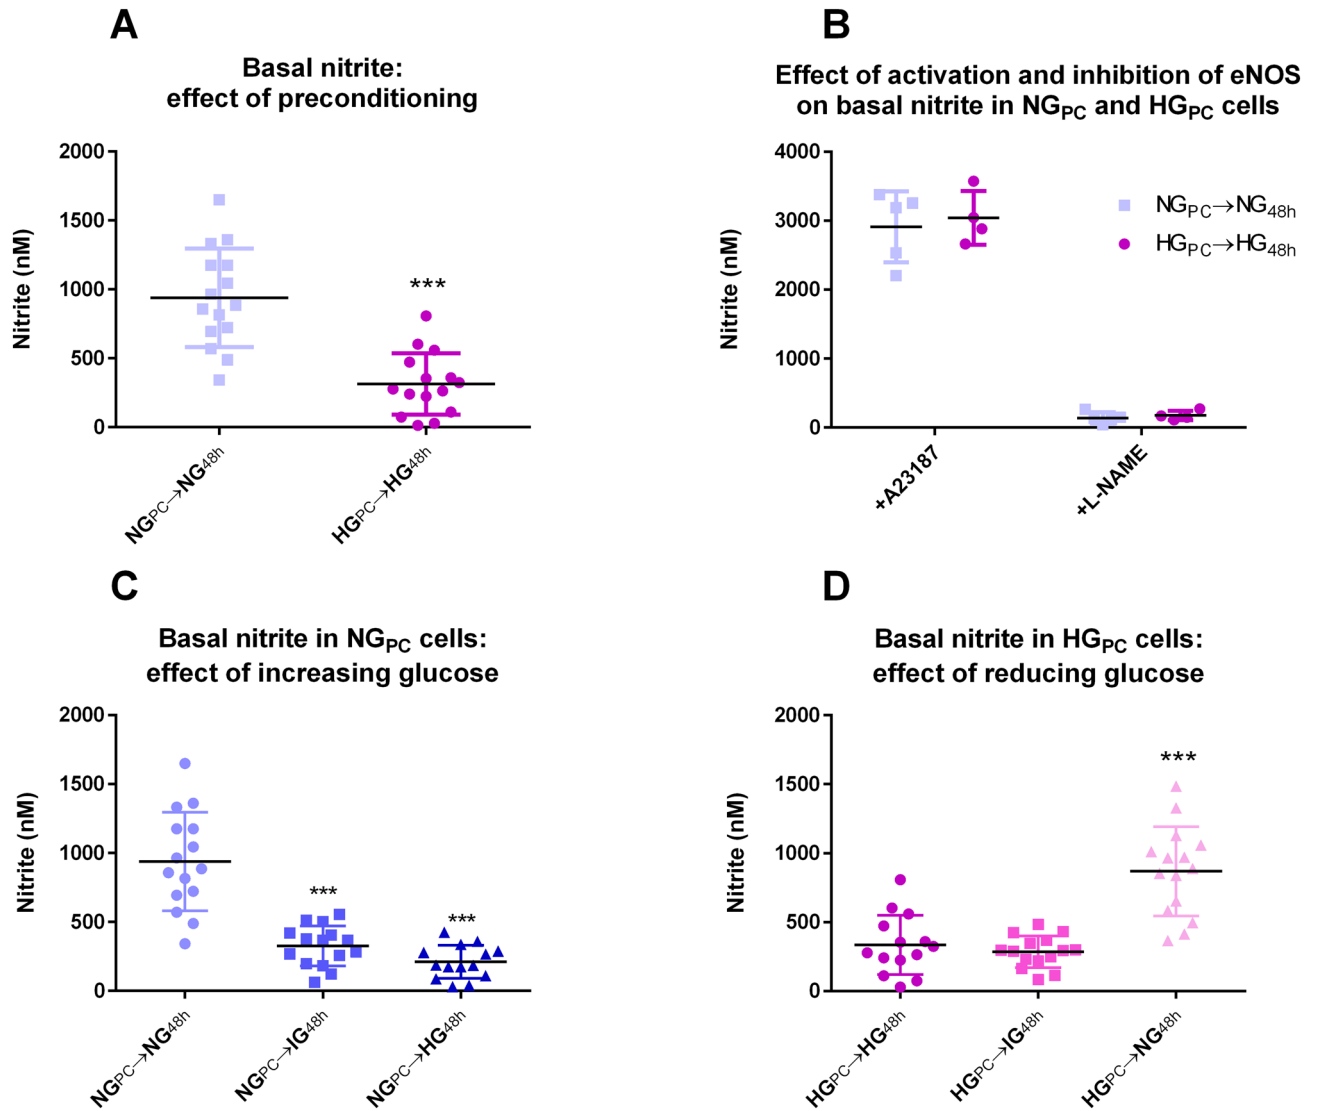 A
Basal nitrite:
effect of preconditioning
Nitrite (nM)
2000
1500
1000
500
0
***
NGPC→NG48h
HGPC→HG48h
B
Effect of activation and inhibition of eNOS
on basal nitrite in NGPC and HGPC cells
Nitrite (nM)
4000
3000
2000
1000
0
NGPC→NG48h
HGPC→HG48h
+A23187
+L-NAME
C
Basal nitrite in NGPC cells:
effect of increasing glucose
Nitrite (nM)
2000
1500
1000
500
0
***
***
NGPC→NG48h
NGPC→IG48h
NGPC→HG48h
D
Basal nitrite in HGPC cells:
effect of reducing glucose
Nitrite (nM)
2000
1500
1000
500
0
***
HGPC→HG48h
HGPC→IG48h
HGPC→NG48h